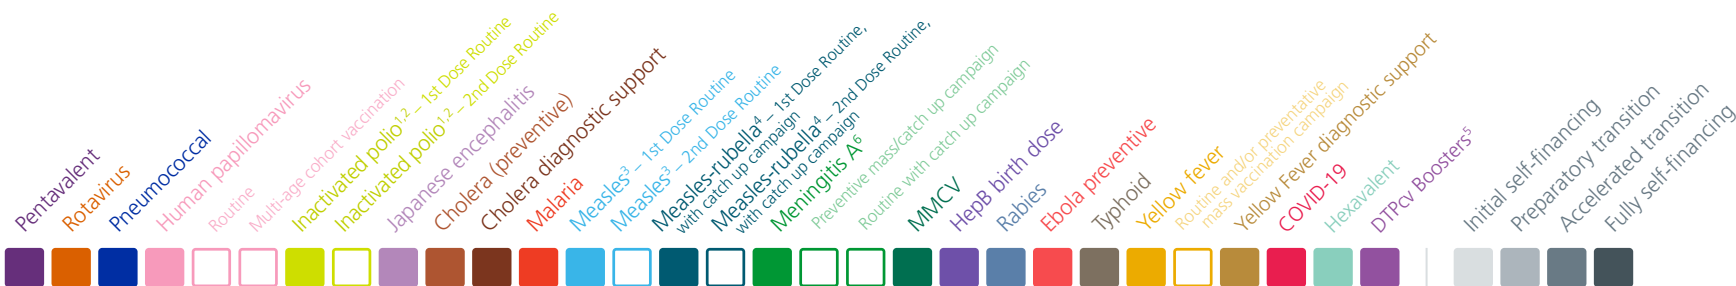 Pentavalent
Rotavirus
Pneumococcal
Human papillomavirus
Routine
Multi-age cohort vaccination
Inactivated polio¹,² – 1st Dose Routine
Inactivated polio¹,² – 2nd Dose Routine
Japanese encephalitis
Cholera (preventive)
Cholera diagnostic support
Malaria
Measles³ – 1st Dose Routine
Measles³ – 2nd Dose Routine
Measles-rubella⁴ – 1st Dose Routine,
with catch up campaign
Measles-rubella⁴ – 2nd Dose Routine,
with catch up campaign
Meningitis A⁶
Preventive mass/catch up campaign
Routine with catch up campaign
MMCV
HepB birth dose
Rabies
Ebola preventive
Typhoid
Yellow fever
Routine and/or preventative
mass vaccination campaign
Yellow Fever diagnostic support
COVID-19
Hexavalent
DTPcv Boosters⁵
Initial self-financing
Preparatory transition
Accelerated transition
Fully self-financing